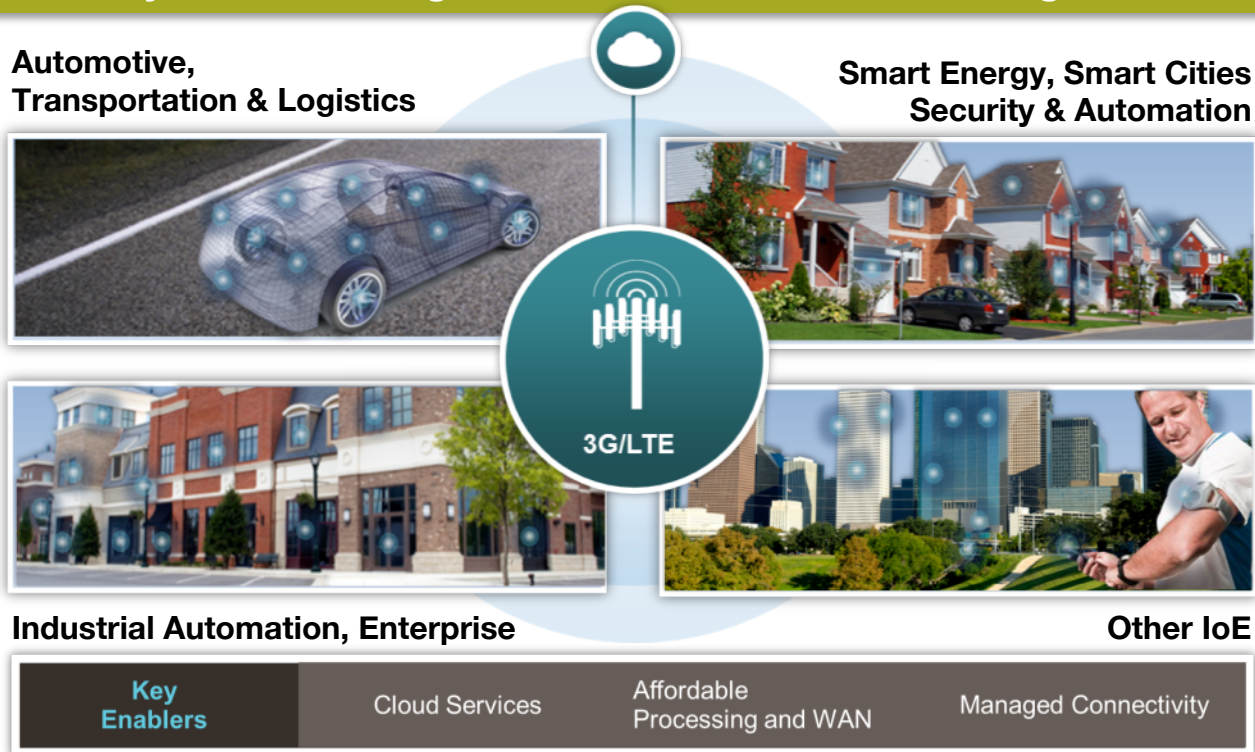 Automotive,
Transportation & Logistics
Smart Energy, Smart Cities
Security & Automation
3G/LTE
Industrial Automation, Enterprise
Other IoE
Key
Enablers
Cloud Services
Affordable
Processing and WAN
Managed Connectivity